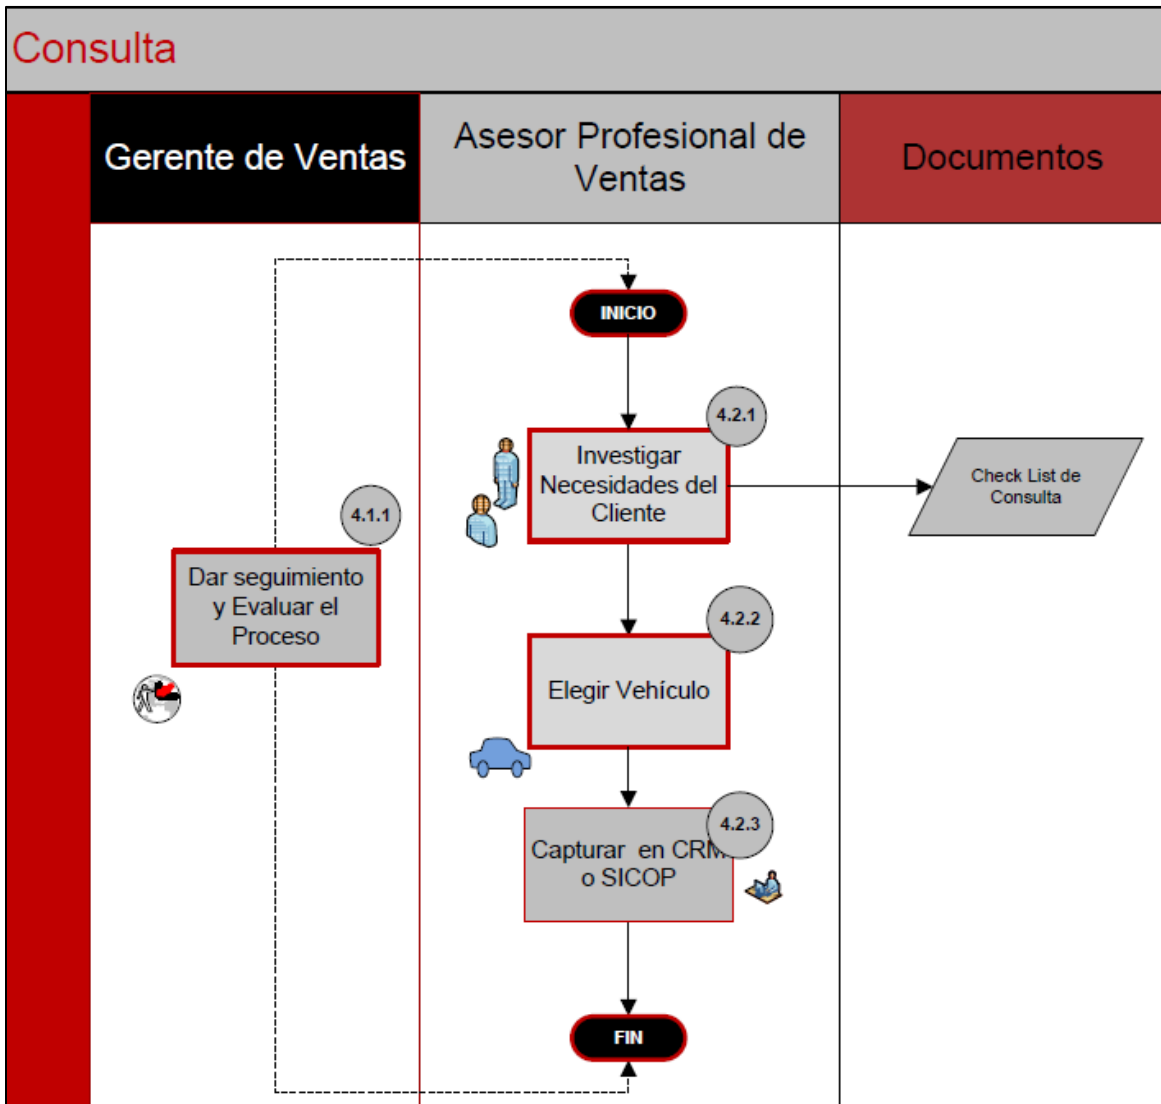 Consulta
Gerente de Ventas
Asesor Profesional de
Ventas
Documentos
INICIO
4.2.1
Investigar
Necesidades del
Cliente
Check List de
Consulta
4.1.1
Dar seguimiento
y Evaluar el
Proceso
4.2.2
Elegir Vehículo
4.2.3
Capturar en CRM
o SICOP
FIN